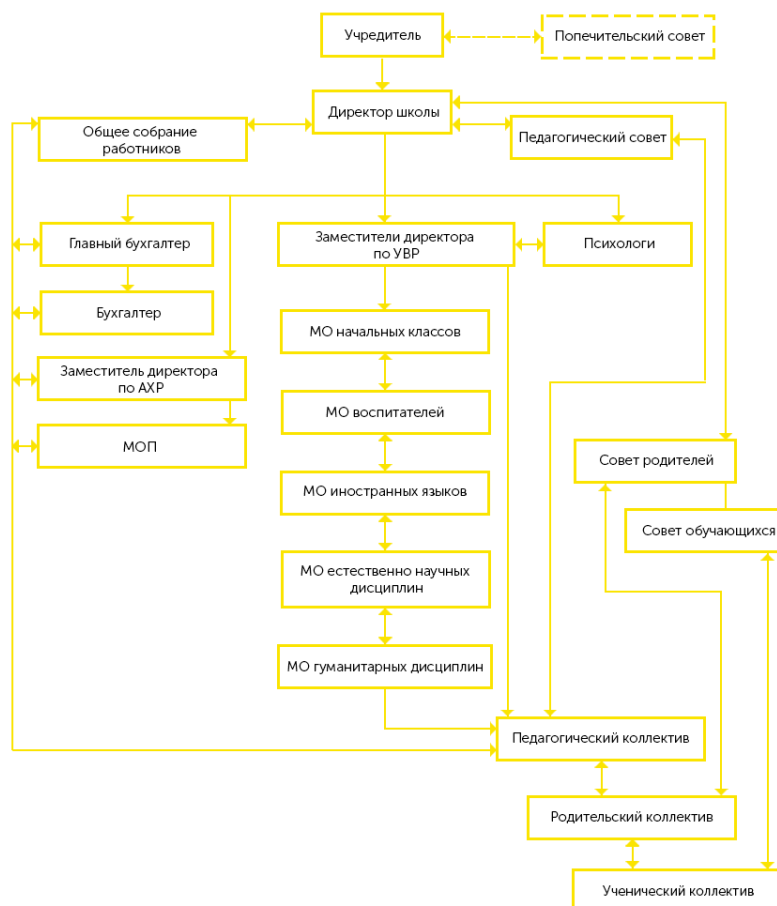 Учредитель
Попечительский совет
Директор школы
Общее собрание
работников
Педагогический совет
Главный бухгалтер
Заместители директора
по УВР
Психологи
Бухгалтер
МО начальных классов
Заместитель директора
по АХР
МО воспитателей
МОП
Совет родителей
МО иностранных языков
Совет обучающихся
МО естественно научных
дисциплин
МО гуманитарных дисциплин
Педагогический коллектив
Родительский коллектив
Ученический коллектив